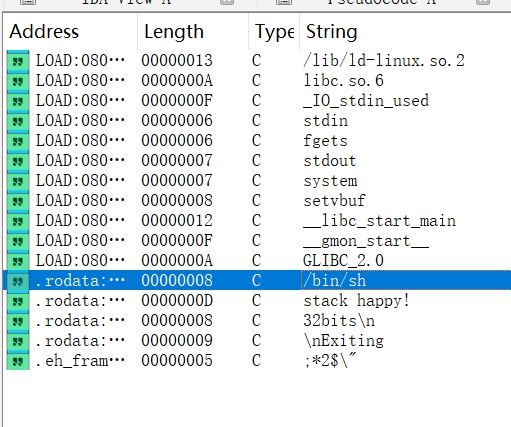 IDA View-A Pseudocode-A
Address Length Type String
LOAD:080… 00000013 C /lib/ld-linux.so.2
LOAD:080… 0000000A C libc.so.6
LOAD:080… 0000000F C _IO_stdin_used
LOAD:080… 00000006 C stdin
LOAD:080… 00000006 C fgets
LOAD:080… 00000007 C stdout
LOAD:080… 00000007 C system
LOAD:080… 00000008 C setvbuf
LOAD:080… 00000012 C __libc_start_main
LOAD:080… 0000000F C __gmon_start__
LOAD:080… 0000000A C GLIBC_2.0
.rodata:… 00000008 C /bin/sh
.rodata:… 0000000D C stack happy!
.rodata:… 00000008 C 32bits\n
.rodata:… 00000009 C \nExiting
.eh_fram… 00000005 C ;*2$\"